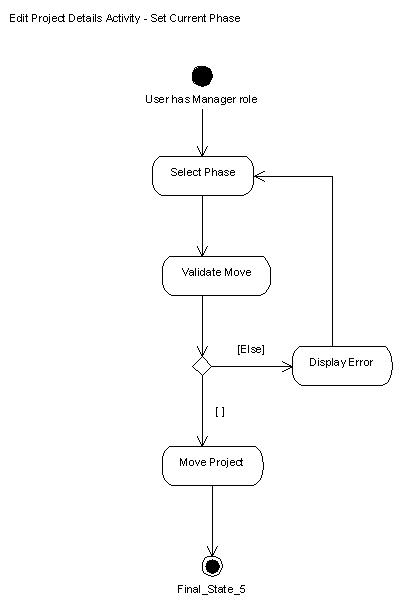 Edit Project Details Activity - Set Current Phase
User has Manager role
Select Phase
Validate Move
[Else]
Display Error
[ ]
Move Project
Final_State_5